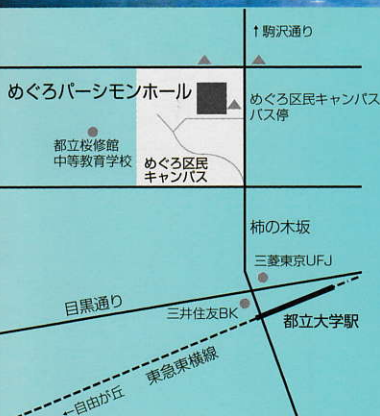 ↑駒沢通り
めぐろパーシモンホール
めぐろ区民キャンパス
バス停
都立桜修館
中等教育学校
めぐろ区民
キャンパス
柿の木坂
三菱東京UFJ
目黒通り
三井住友BK
都立大学駅
東急東横線
←自由が丘